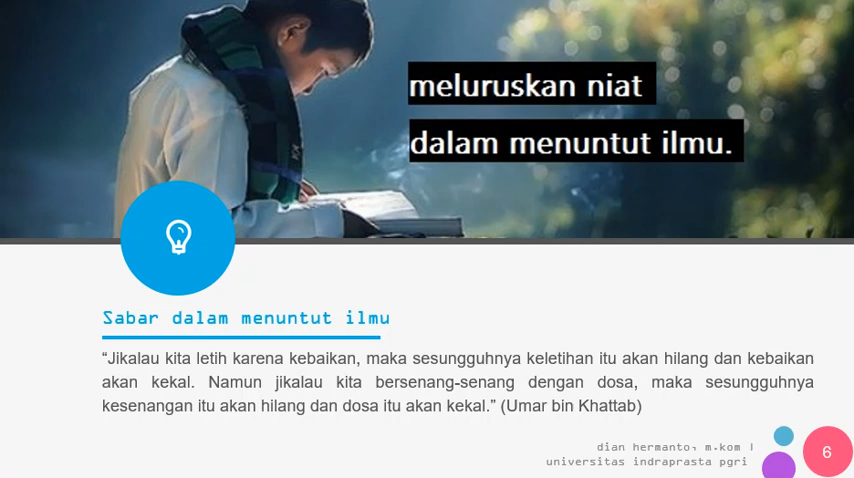 meluruskan niat
dalam menuntut ilmu.
Sabar dalam menuntut ilmu
“Jikalau kita letih karena kebaikan, maka sesungguhnya keletihan itu akan hilang dan kebaikan
akan kekal. Namun jikalau kita bersenang-senang dengan dosa, maka sesungguhnya
kesenangan itu akan hilang dan dosa itu akan kekal.” (Umar bin Khattab)
dian hermanto, m.kom |
universitas indraprasta pgri
6